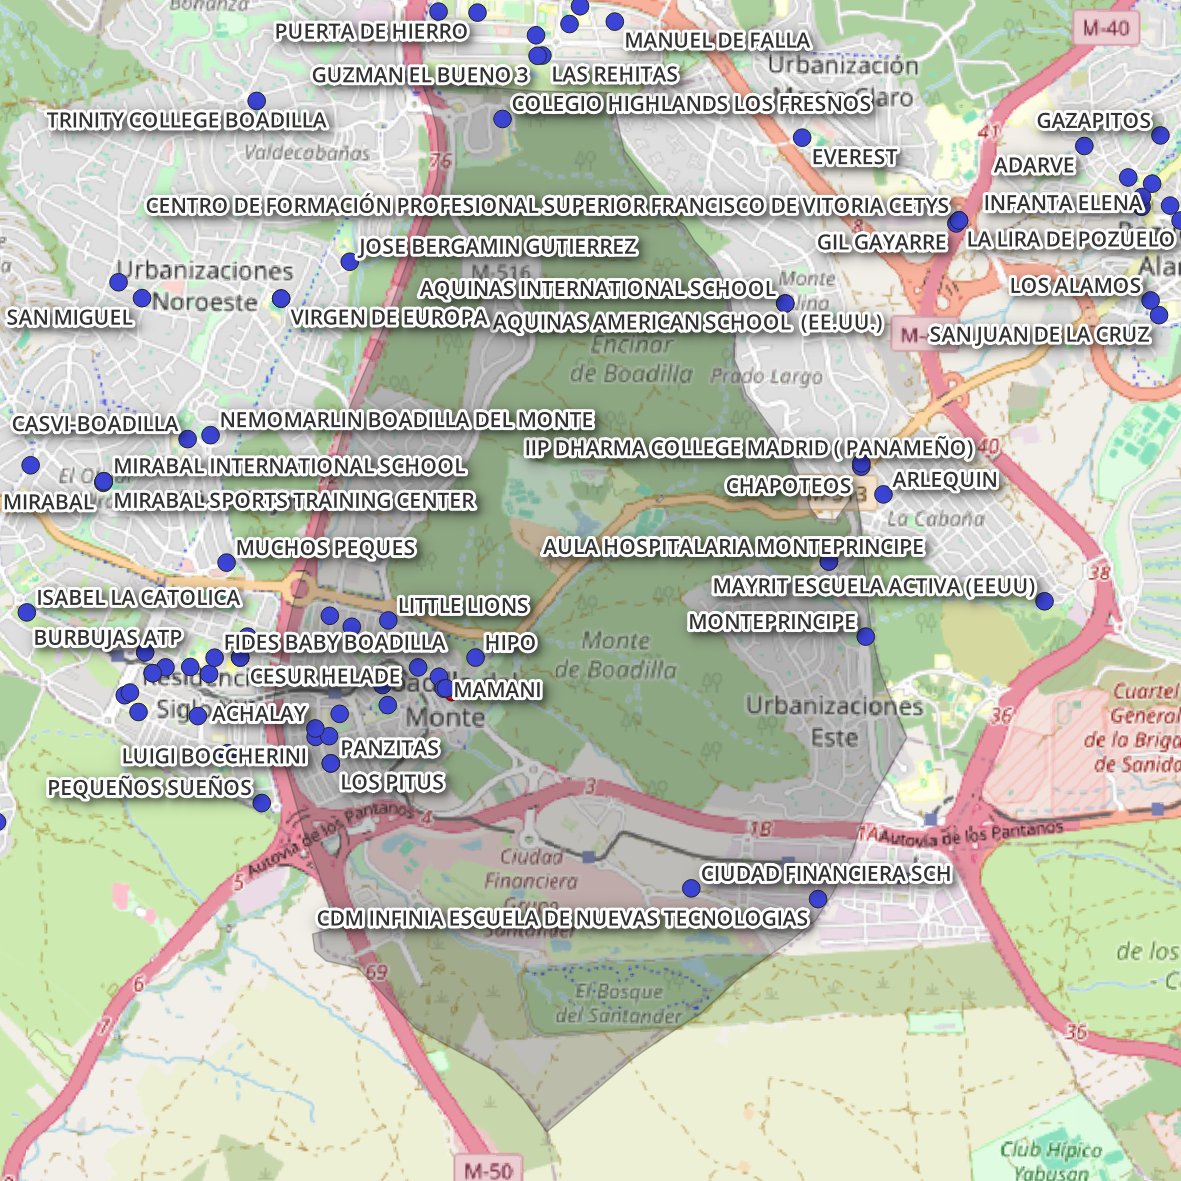 Bonanza
M-40
PUERTA DE HIERRO
MANUEL DE FALLA
GUZMAN EL BUENO 3
LAS REHITAS
Urbanización
Claro
COLEGIO HIGHLANDS LOS FRESNOS
TRINITY COLLEGE BOADILLA
GAZAPITOS
41
Valdecabañas
76
EVEREST
ADARVE
CENTRO DE FORMACIÓN PROFESIONAL SUPERIOR FRANCISCO DE VITORIA CETYS
INFANTA ELENA
8
GIL GAYARRE
LA LIRA DE POZUELO
JOSE BERGAMIN GUTIERREZ
Urbanizaciones
Noroeste
M-516
Monte
AQUINAS INTERNATIONAL SCHOOL
LOS ALAMOS
SAN MIGUEL
VIRGEN DE EUROPA
AQUINAS AMERICAN SCHOOL (EE.UU.)
SAN JUAN DE LA CRUZ
Encinar
de Boadilla
Prado Largo
CASVI-BOADILLA
NEMOMARLIN BOADILLA DEL MONTE
IIP DHARMA COLLEGE MADRID ( PANAMEÑO)
40
MIRABAL INTERNATIONAL SCHOOL
MIRABAL
MIRABAL SPORTS TRAINING CENTER
CHAPOTEOS
ARLEQUIN
La Cabaña
MUCHOS PEQUES
AULA HOSPITALARIA MONTEPRINCIPE
38
MAYRIT ESCUELA ACTIVA (EEUU)
ISABEL LA CATOLICA
LITTLE LIONS
MONTEPRINCIPE
BURBUJAS ATP
FIDES BABY BOADILLA
HIPO
Monte
de Boadilla
CESUR HELADE
MAMANI
Monte
ACHALAY
Urbanizaciones
Este
36
Cuartel
General
de la Briga
de Sanida
LUIGI BOCCHERINI
PANZITAS
PEQUEÑOS SUEÑOS
LOS PITUS
3
4
1B
1A
Autovía de los Pantanos
Autovía de los Pantanos
5
Ciudad
Financiera
Grupo
Santander
CIUDAD FINANCIERA SCH
CDM INFINIA ESCUELA DE NUEVAS TECNOLOGIAS
69
6
7
El Bosque
del Santander
de los
36
M-50
Club Hípico
Yabusan